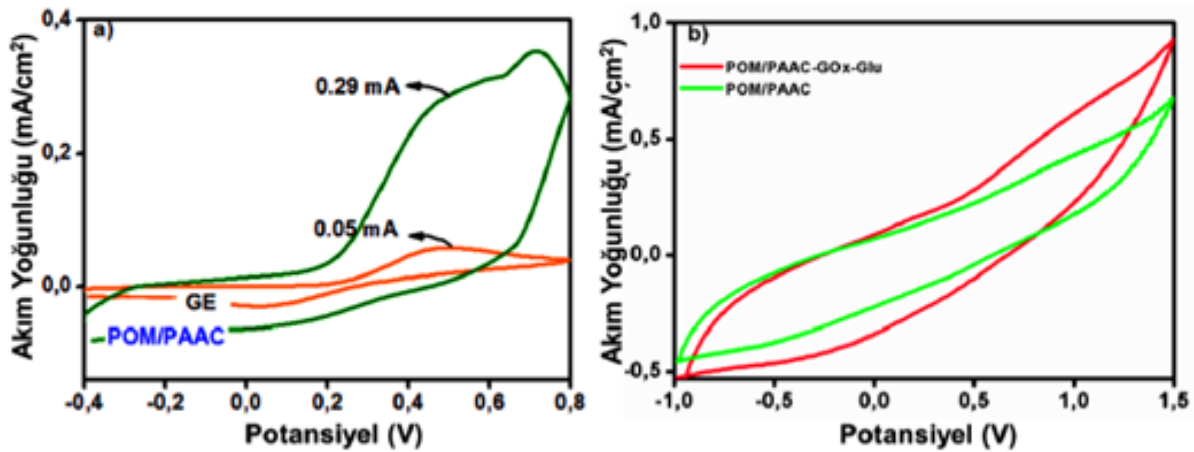 a)
Akım Yoğunluğu (mA/cm²)
0,4
0,2
0,0
0.29 mA
0.05 mA
GE
POM/PAAC
-0,4 -0,2 0,0 0,2 0,4 0,6 0,8
Potansiyel (V)
b)
Akım Yoğunluğu (mA/cm²)
1,0
0,5
0,0
-0,5
POM/PAAC-GOx-Glu
POM/PAAC
-1,0 -0,5 0,0 0,5 1,0 1,5
Potansiyel (V)